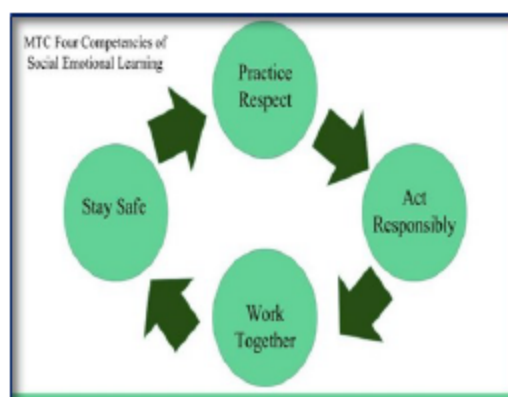 MTC Four Competencies of
Social Emotional Learning
Practice
Respect
Act
Responsibly
Work
Together
Stay Safe